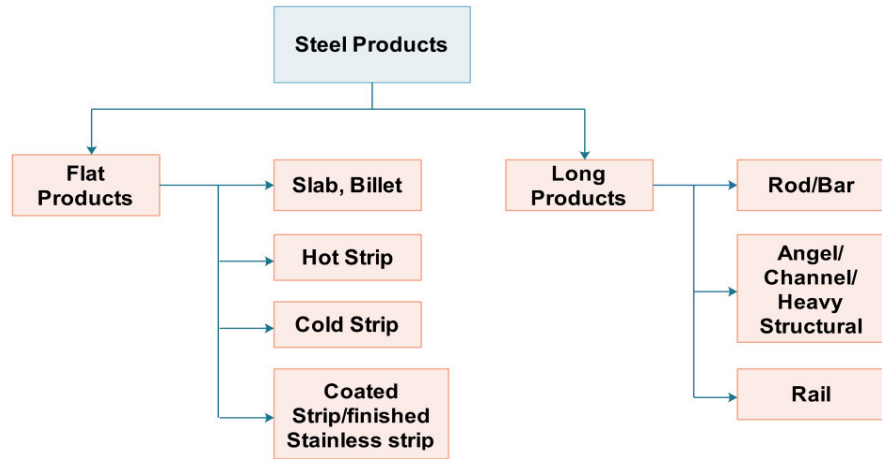 Steel Products
Flat
Products
Slab, Billet
Hot Strip
Cold Strip
Coated
Strip/finished
Stainless strip
Long
Products
Rod/Bar
Angel/
Channel/
Heavy
Structural
Rail